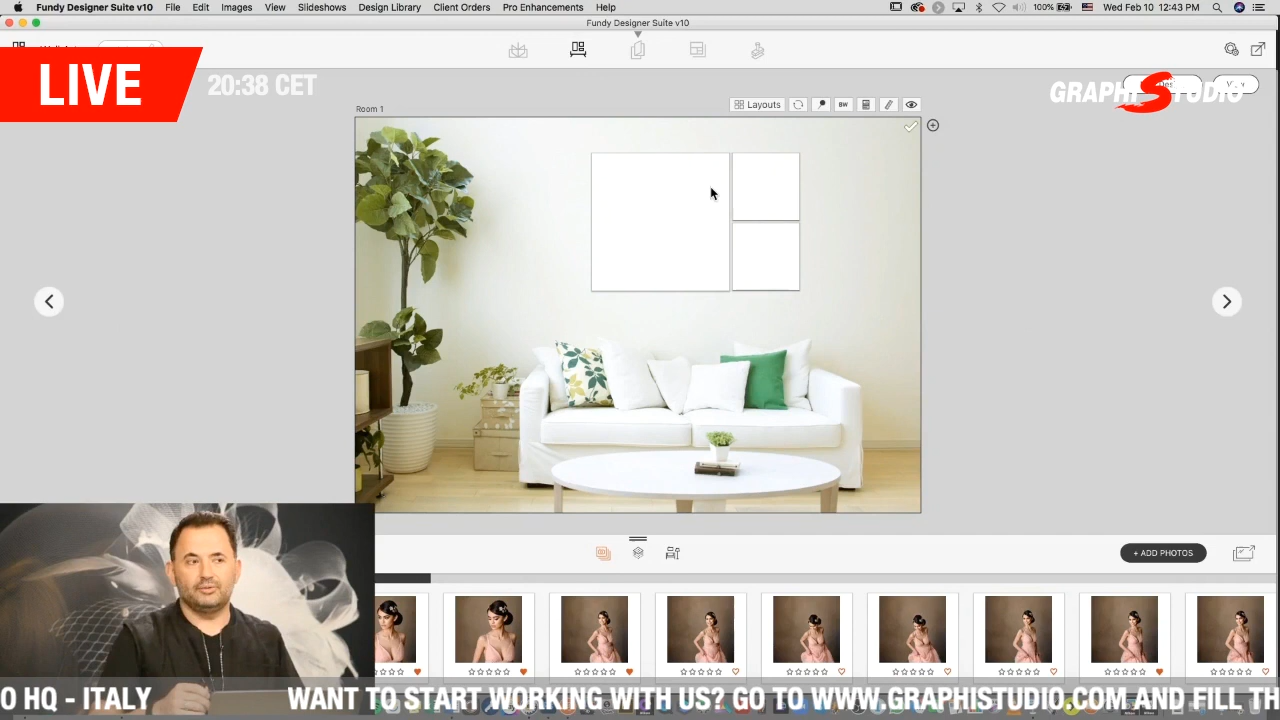 Fundy Designer Suite v10 File Edit Images View Slideshows Design Library Client Orders Pro Enhancements Help 100% Wed Feb 10 12:43 PM
Fundy Designer Suite v10
LIVE
20:38 CET
GRAPHISTUDIO
Room 1
Layouts
BW
+ ADD PHOTOS
O HQ - ITALY WANT TO START WORKING WITH US? GO TO WWW.GRAPHISTUDIO.COM AND FILL TH